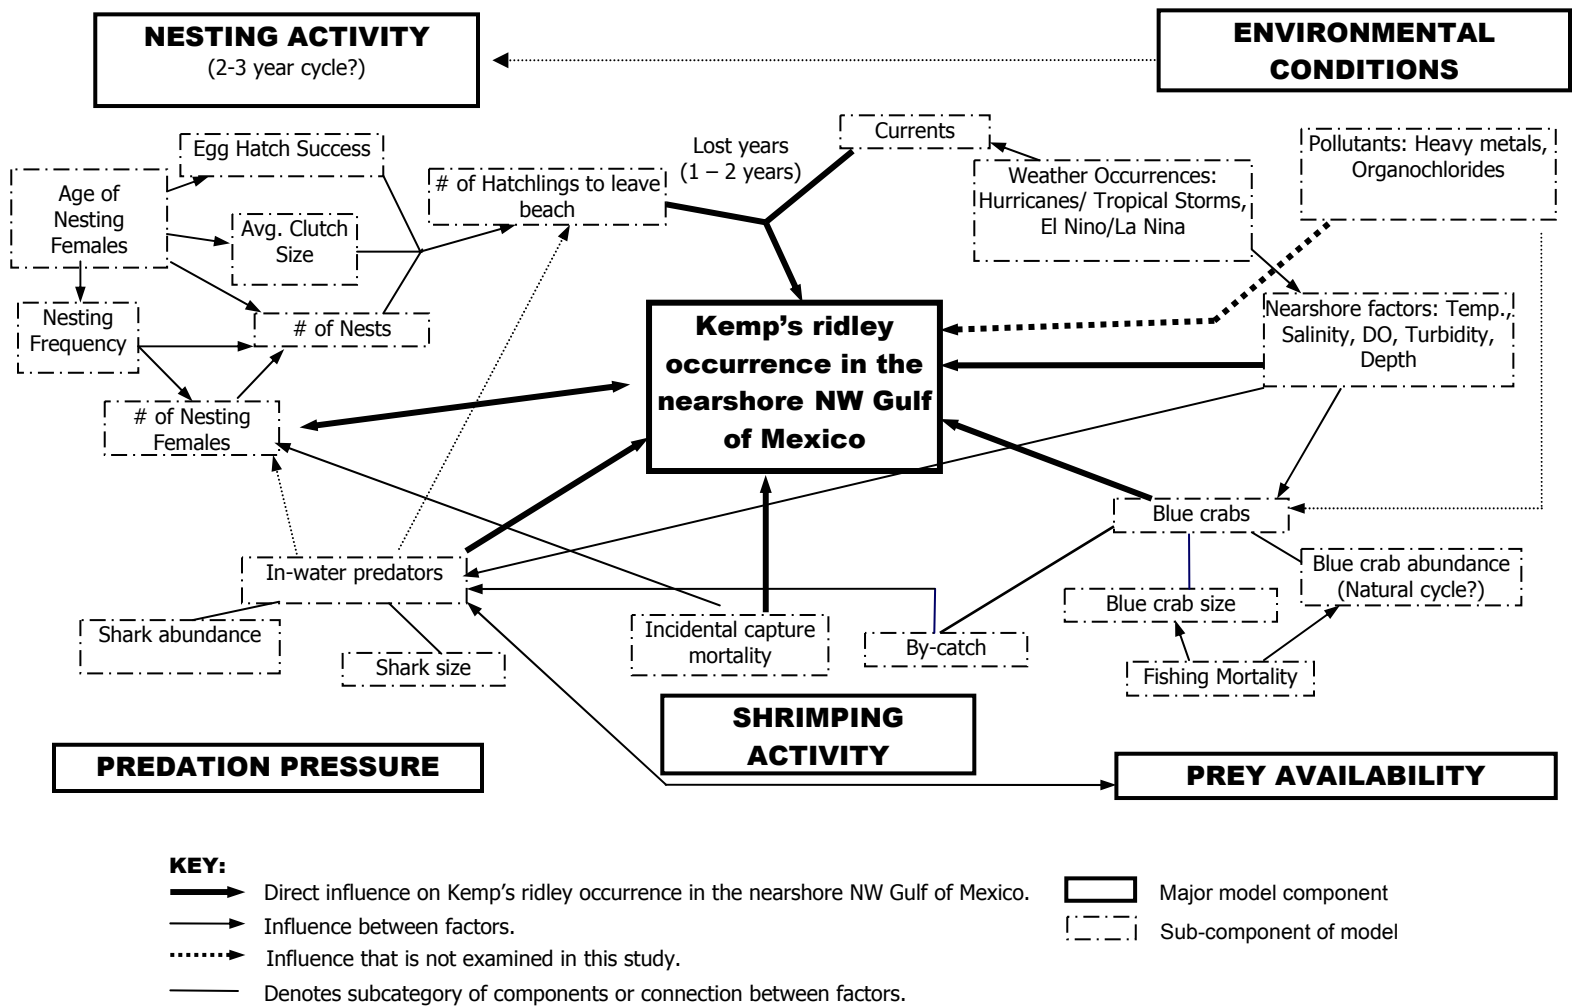 NESTING ACTIVITY
(2-3 year cycle?)
ENVIRONMENTAL
CONDITIONS
Egg Hatch Success
Age of
Nesting
Females
Avg. Clutch
Size
# of Hatchlings to leave
beach
Lost years
(1 – 2 years)
Currents
Weather Occurrences:
Hurricanes/ Tropical Storms,
El Nino/La Nina
Pollutants: Heavy metals,
Organochlorides
Nesting
Frequency
# of Nests
# of Nesting
Females
Kemp’s ridley
occurrence in the
nearshore NW Gulf
of Mexico
Nearshore factors: Temp.,
Salinity, DO, Turbidity,
Depth
Blue crabs
In-water predators
Shark abundance
Shark size
Incidental capture
mortality
By-catch
Blue crab size
Blue crab abundance
(Natural cycle?)
Fishing Mortality
PREDATION PRESSURE
SHRIMPING
ACTIVITY
PREY AVAILABILITY
KEY:
Direct influence on Kemp’s ridley occurrence in the nearshore NW Gulf of Mexico.
Influence between factors.
Influence that is not examined in this study.
Denotes subcategory of components or connection between factors.
Major model component
Sub-component of model